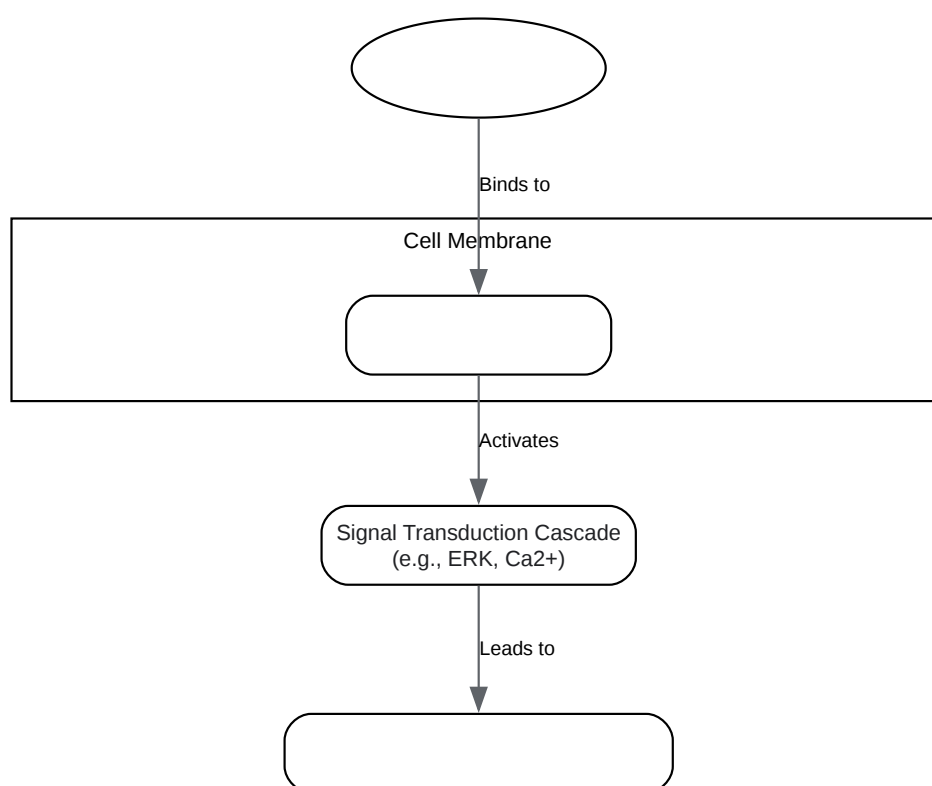 Binds to
Cell Membrane
Activates
Signal Transduction Cascade
(e.g., ERK, Ca2+)
Leads to